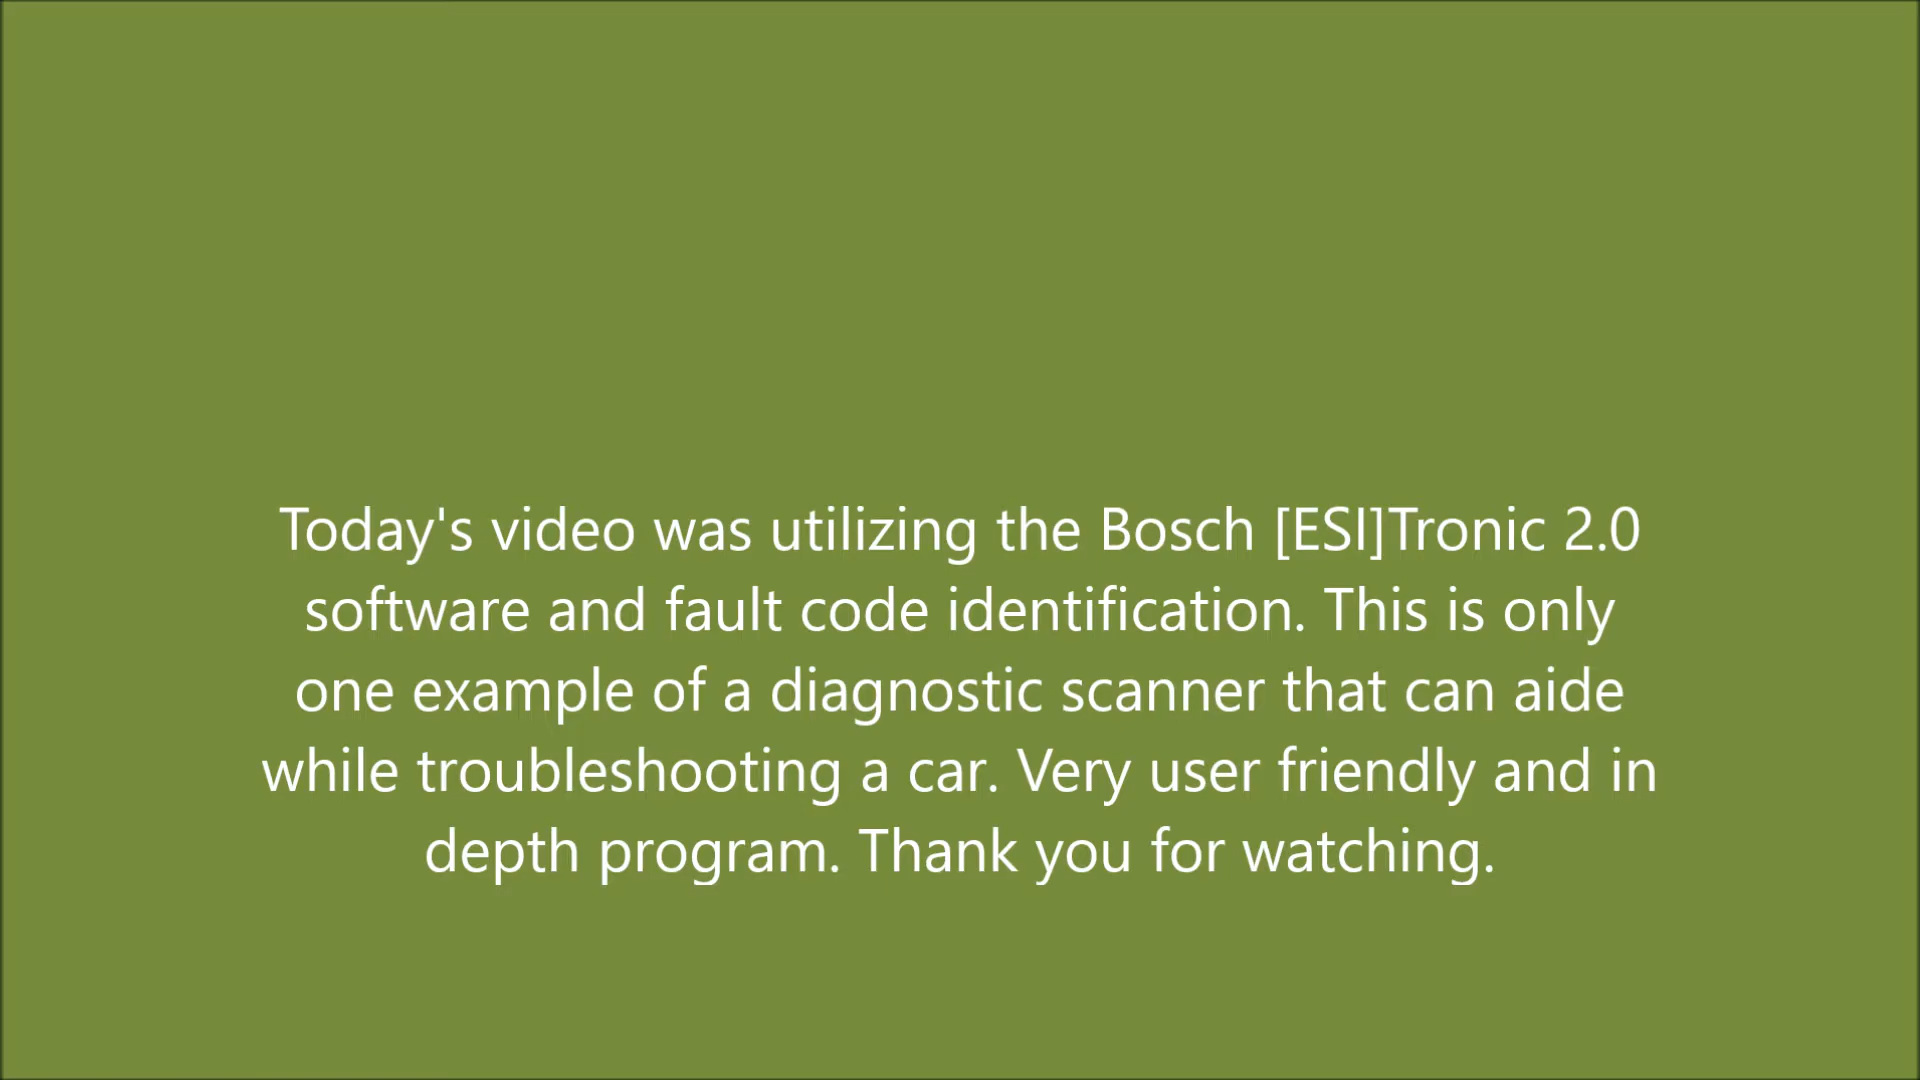 Today's video was utilizing the Bosch [ESI]Tronic 2.0
software and fault code identification. This is only
one example of a diagnostic scanner that can aide
while troubleshooting a car. Very user friendly and in
depth program. Thank you for watching.